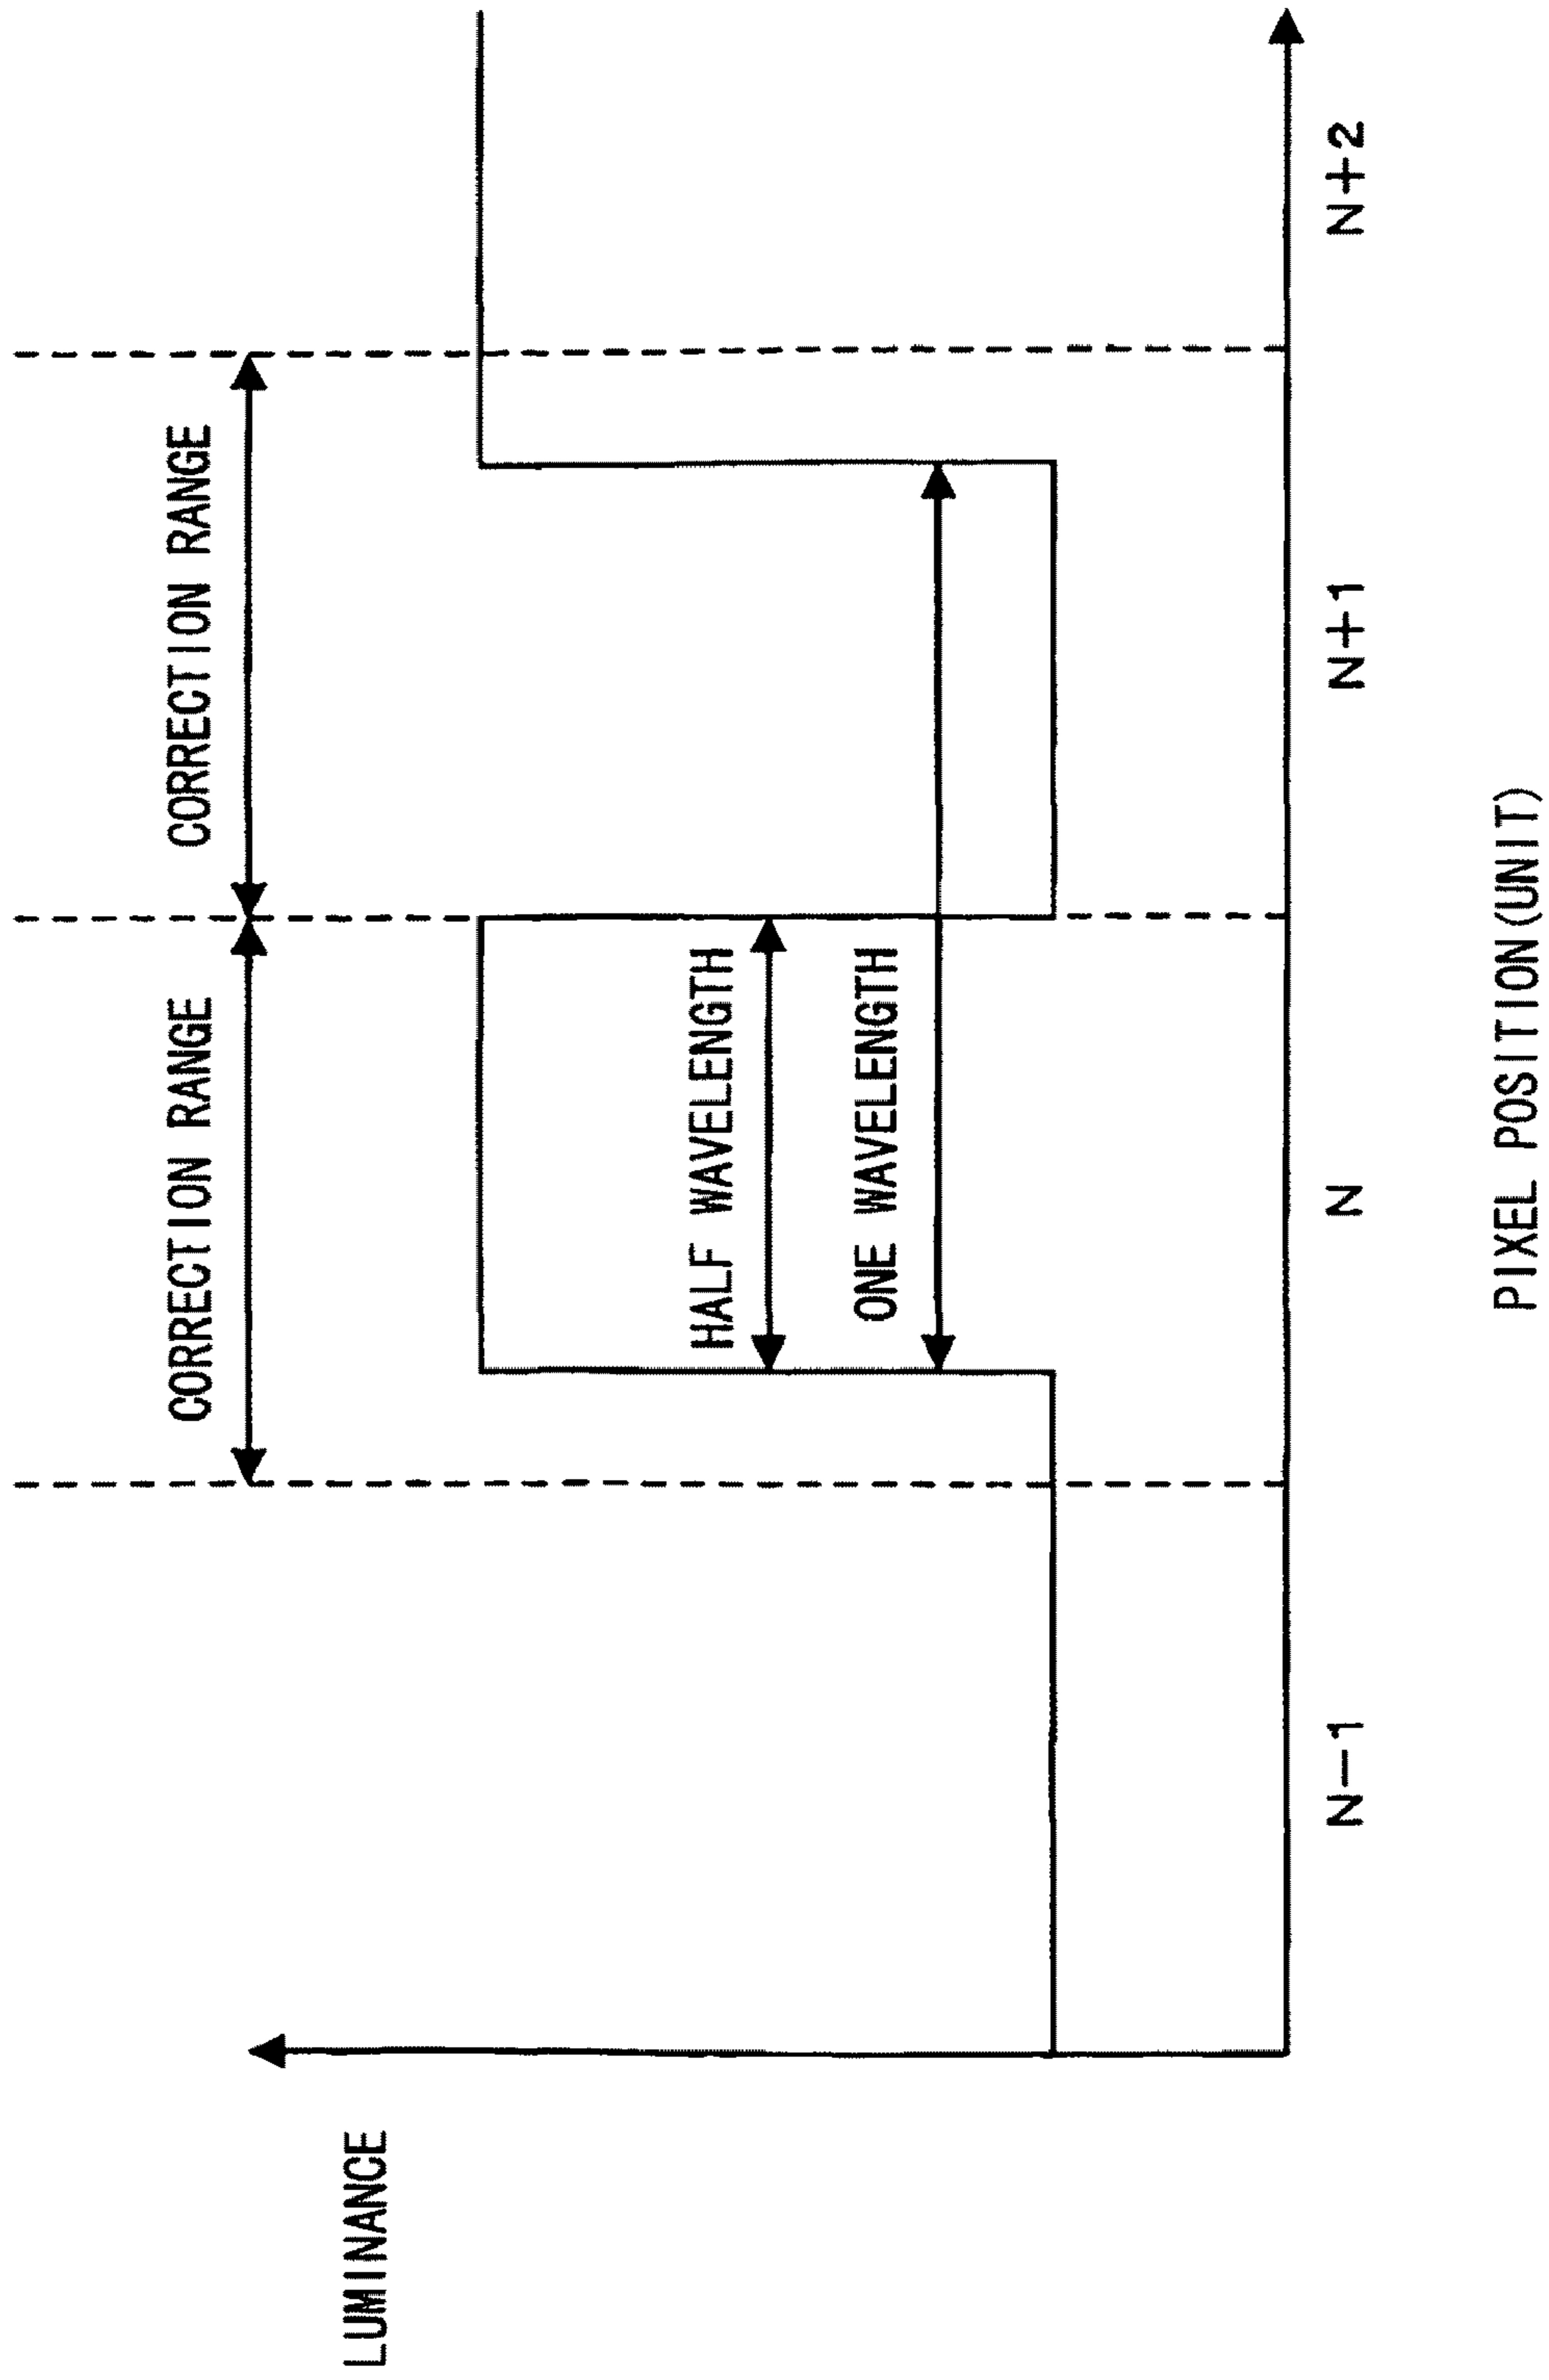 LUMINANCE
CORRECTION RANGE
CORRECTION RANGE
HALF WAVELENGTH
ONE WAVELENGTH
N-1
N
N+1
N+2
PIXEL POSITION(UNIT)